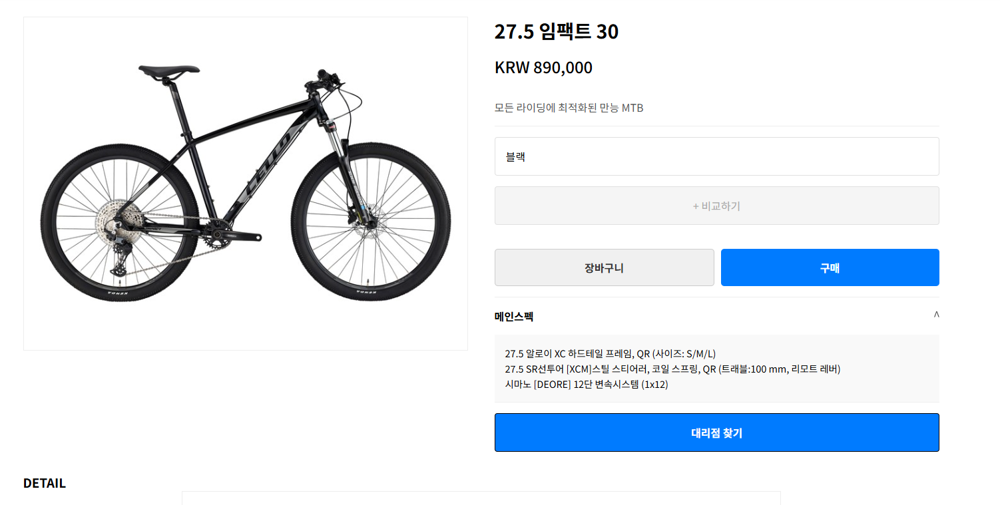 27.5 임팩트 30
KRW 890,000
모든 라이딩에 최적화된 만능 MTB
블랙
+ 비교하기
장바구니
구매
메인스펙
27.5 알로이 XC 하드테일 프레임, QR (사이즈: S/M/L)
27.5 SR선투어 [XCM]스틸 스티어러, 코일 스프링, QR (트래블:100 mm, 리모트 레버)
시마노 [DEORE] 12단 변속시스템 (1x12)
대리점 찾기
DETAIL
KENDA
KENDA